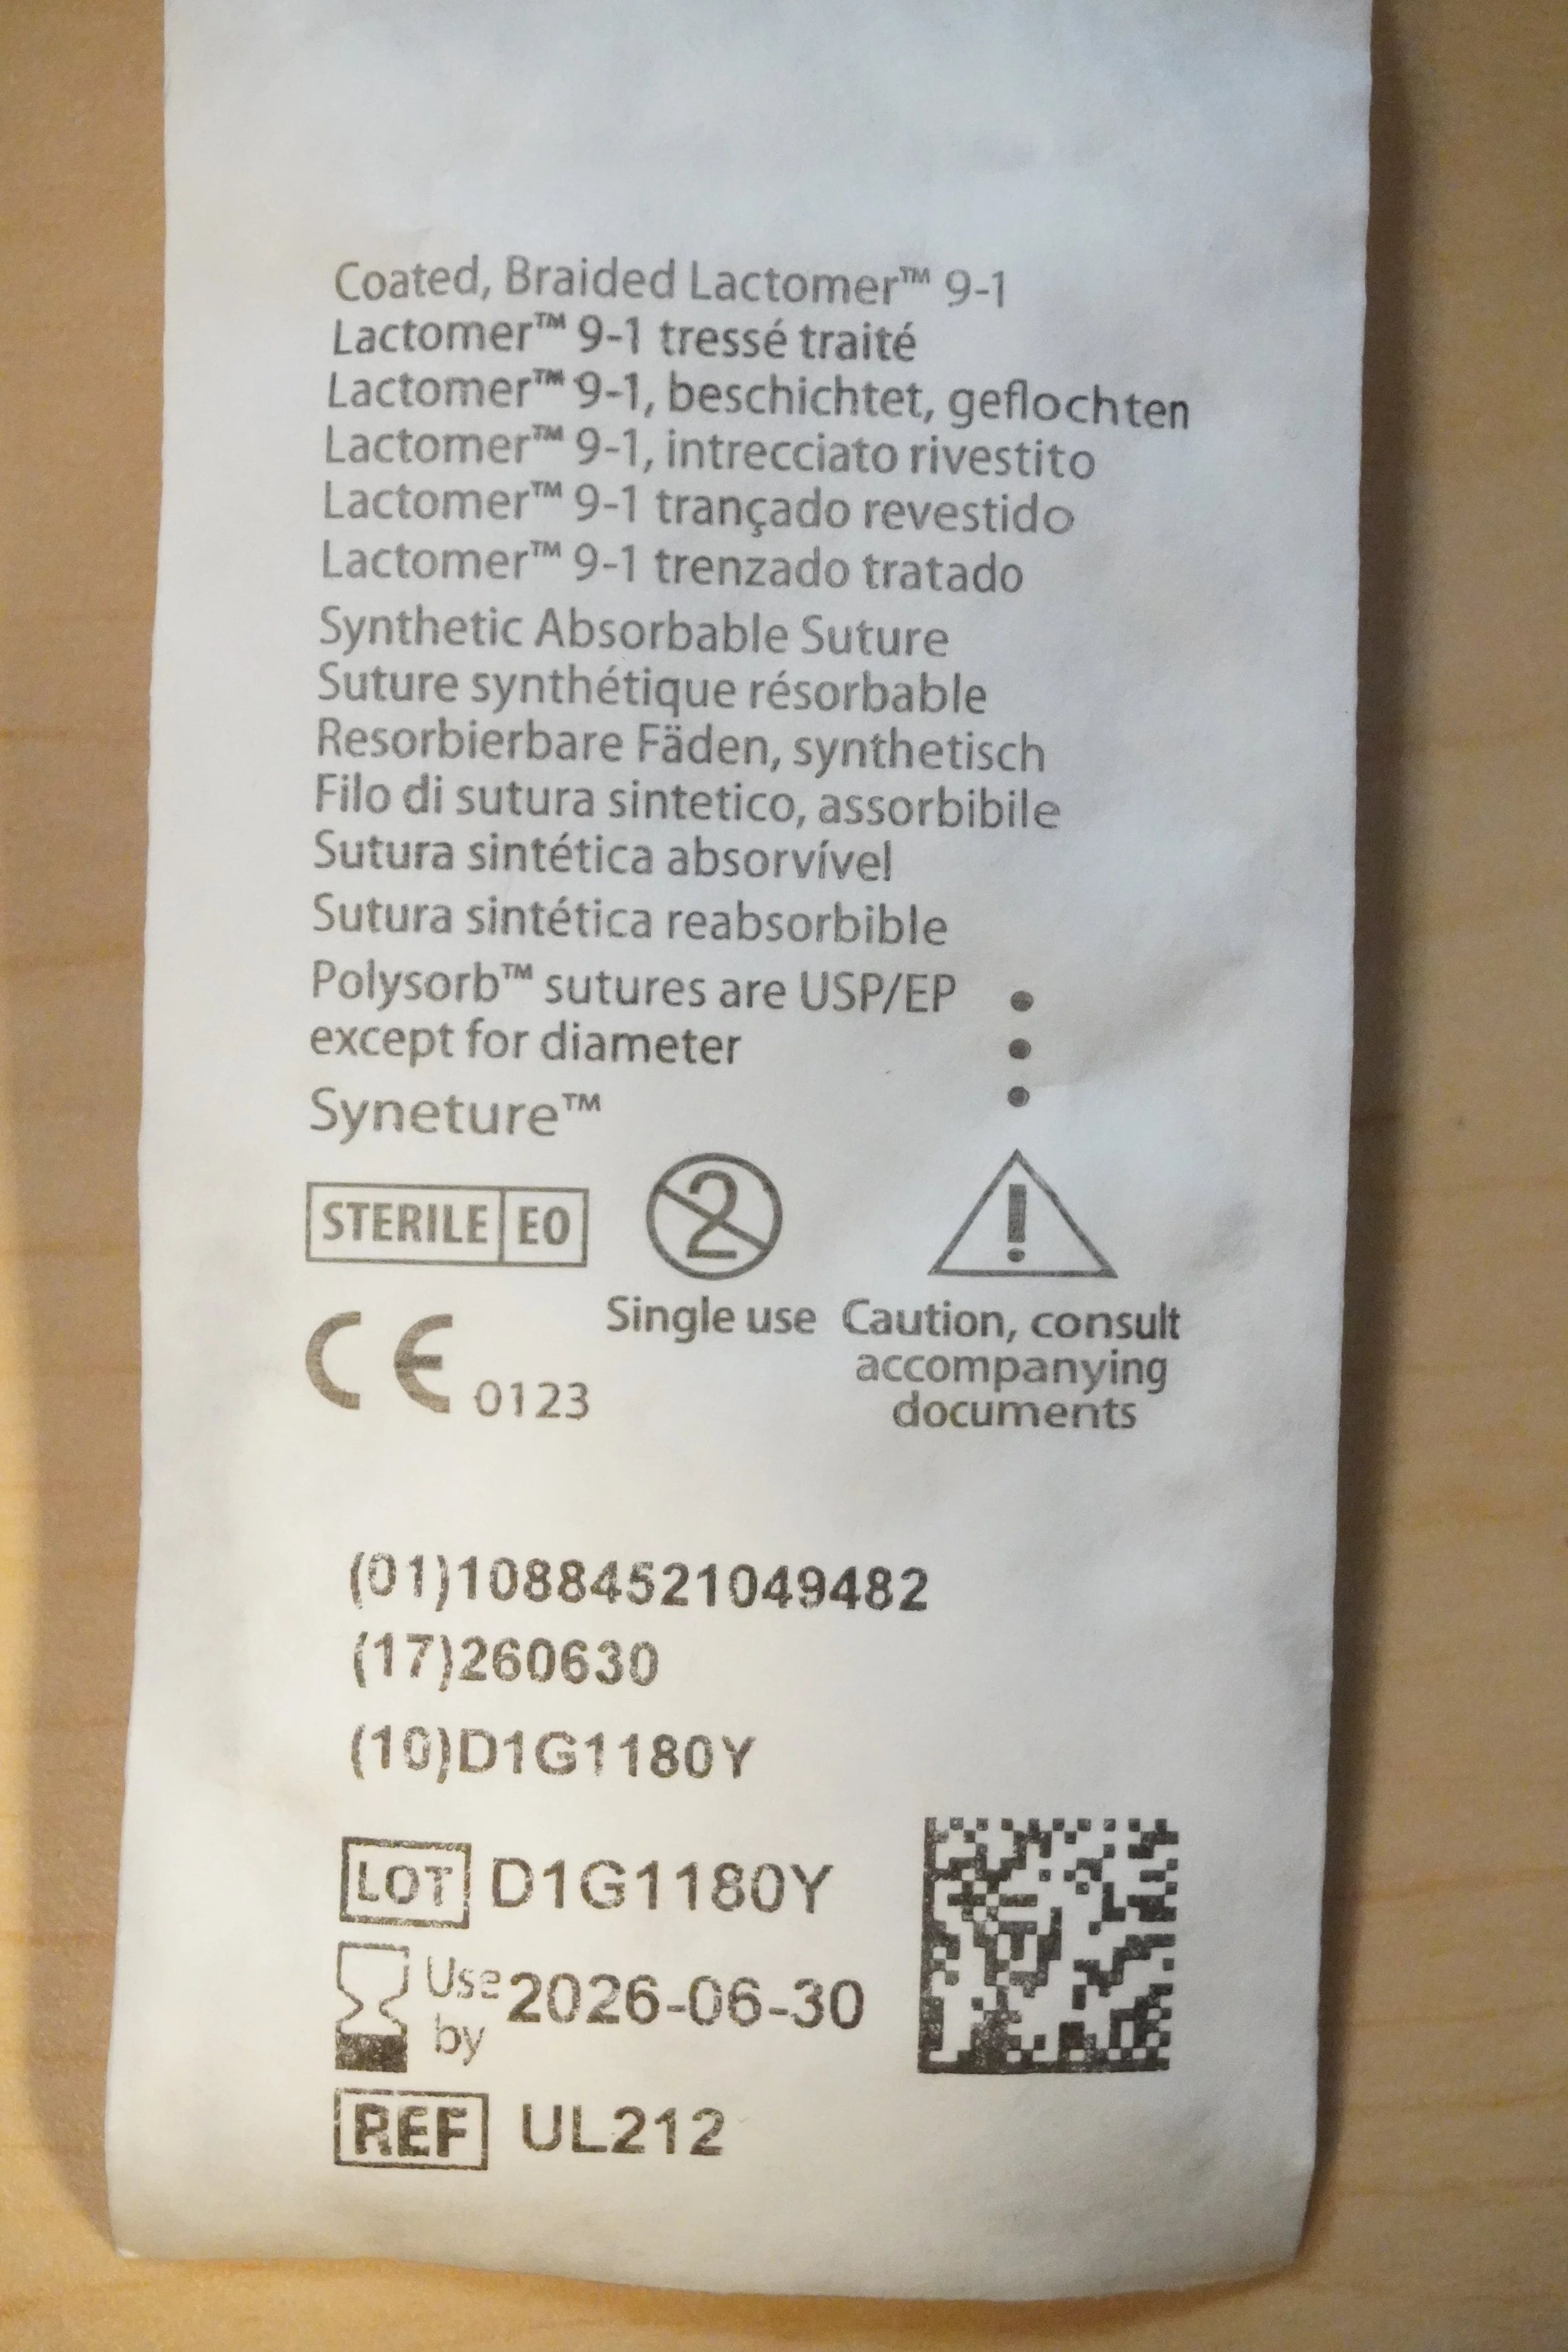 Coated, Braided Lactomer™ 9-1
Lactomer™ 9-1 tressé traité
Lactomer™ 9-1, beschichtet, geflochten
Lactomer™ 9-1, intrecciato rivestito
Lactomer™ 9-1 trançado revestido
Lactomer™ 9-1 trenzado tratado
Synthetic Absorbable Suture
Suture synthétique résorbable
Resorbierbare Fäden, synthetisch
Filo di sutura sintetico, assorbibile
Sutura sintética absorvível
Sutura sintética reabsorbible
Polysorb™ sutures are USP/EP
except for diameter
Syneture™
STERILE EO
2
!
Single use
Caution, consult
accompanying
documents
CE 0123
(01)10884521049482
(17)260630
(10)D1G1180Y
LOT D1G1180Y
Use by 2026-06-30
REF UL212